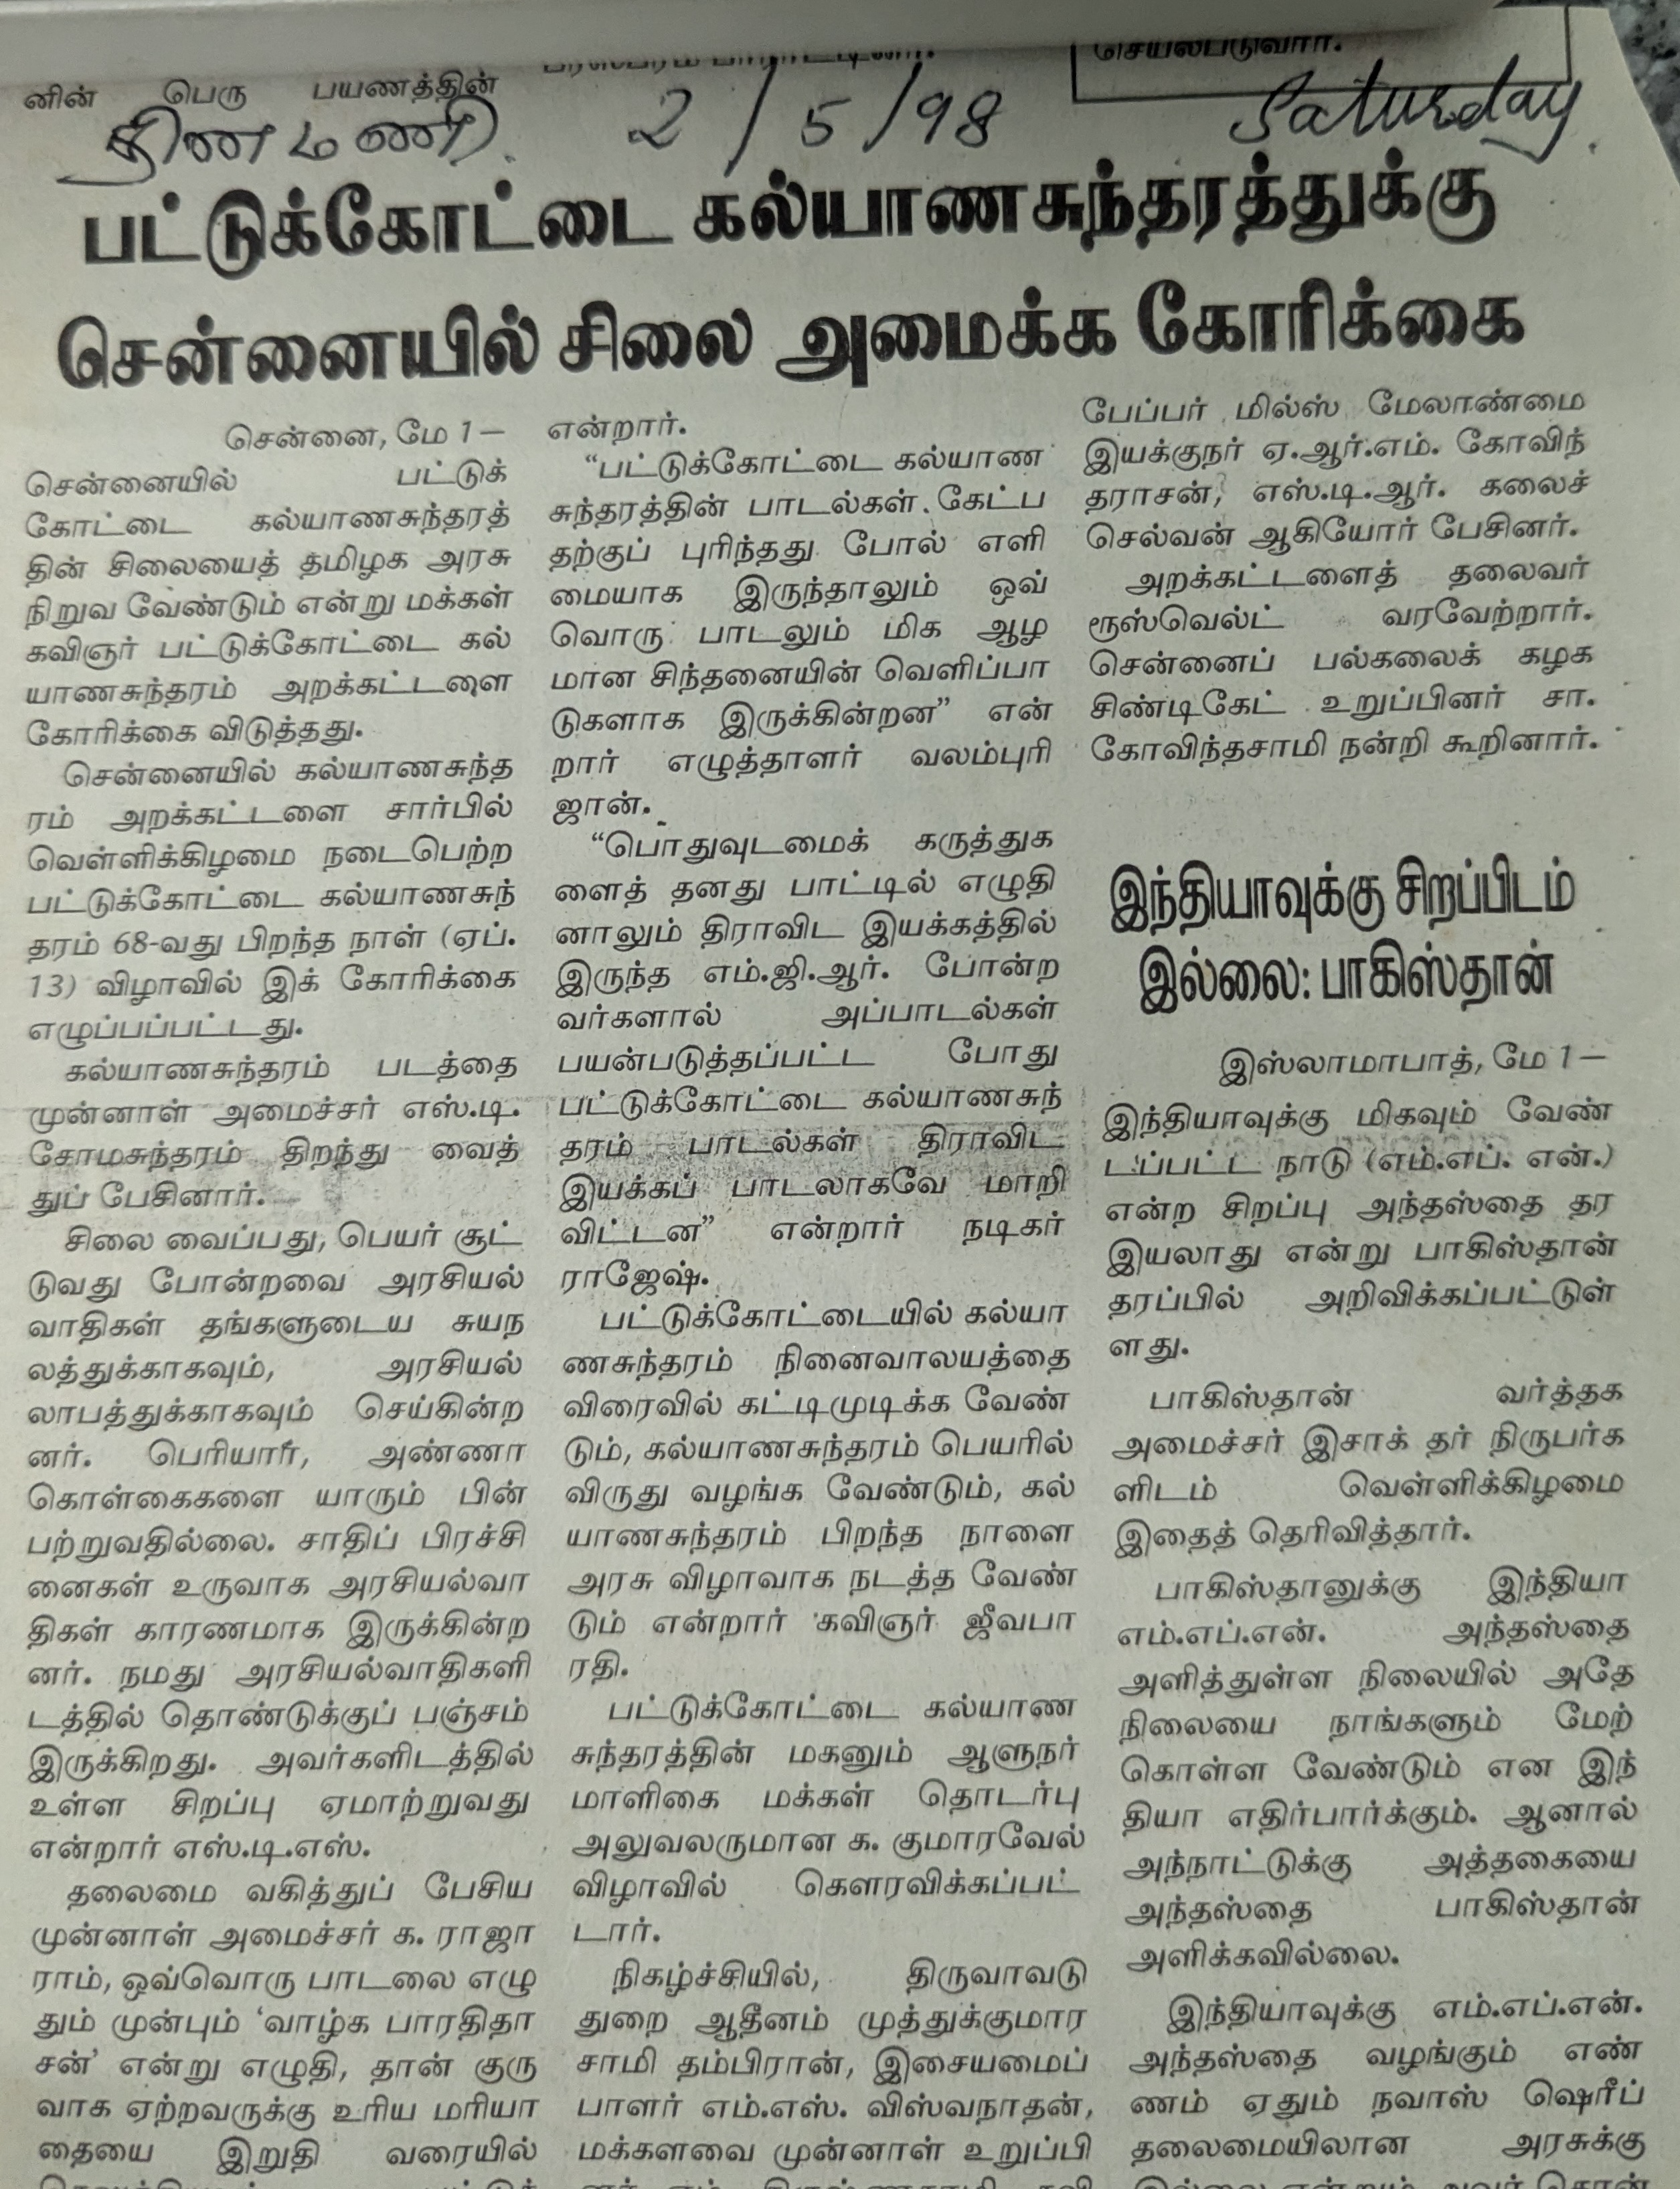 னின் பெரு பயணத்தின்
செயல்படுவார்.
தினமணி. 2/5/98 Saturday.
பட்டுக்கோட்டை கல்யாணசுந்தரத்துக்கு
சென்னையில் சிலை அமைக்க கோரிக்கை
சென்னை, மே 1—
சென்னையில் பட்டுக்
கோட்டை கல்யாணசுந்தரத்
தின் சிலையைத் தமிழக அரசு
நிறுவ வேண்டும் என்று மக்கள்
கவிஞர் பட்டுக்கோட்டை கல்
யாணசுந்தரம் அறக்கட்டளை
கோரிக்கை விடுத்தது.
சென்னையில் கல்யாணசுந்த
ரம் அறக்கட்டளை சார்பில்
வெள்ளிக்கிழமை நடைபெற்ற
பட்டுக்கோட்டை கல்யாணசுந்
தரம் 68-வது பிறந்த நாள் (ஏப்.
13) விழாவில் இக் கோரிக்கை
எழுப்பப்பட்டது.
கல்யாணசுந்தரம் படத்தை
முன்னாள் அமைச்சர் எஸ்.டி.
சோமசுந்தரம் திறந்து வைத்
துப் பேசினார்.
சிலை வைப்பது, பெயர் சூட்
டுவது போன்றவை அரசியல்
வாதிகள் தங்களுடைய சுயந
லத்துக்காகவும், அரசியல்
லாபத்துக்காகவும் செய்கின்ற
னர். பெரியார், அண்ணா
கொள்கைகளை யாரும் பின்
பற்றுவதில்லை. சாதிப் பிரச்சி
னைகள் உருவாக அரசியல்வா
திகள் காரணமாக இருக்கின்ற
னர். நமது அரசியல்வாதிகளி
டத்தில் தொண்டுக்குப் பஞ்சம்
இருக்கிறது. அவர்களிடத்தில்
உள்ள சிறப்பு ஏமாற்றுவது
என்றார் எஸ்.டி.எஸ்.
தலைமை வகித்துப் பேசிய
முன்னாள் அமைச்சர் க. ராஜா
ராம், ஒவ்வொரு பாடலை எழு
தும் முன்பும் ‘வாழ்க பாரதிதா
சன்’ என்று எழுதி, தான் குரு
வாக ஏற்றவருக்கு உரிய மரியா
தையை இறுதி வரையில்
என்றார்.
“பட்டுக்கோட்டை கல்யாண
சுந்தரத்தின் பாடல்கள் கேட்ப
தற்குப் புரிந்தது போல் எளி
மையாக இருந்தாலும் ஒவ்
வொரு பாடலும் மிக ஆழ
மான சிந்தனையின் வெளிப்பா
டுகளாக இருக்கின்றன” என்
றார் எழுத்தாளர் வலம்புரி
ஜான்.
“பொதுவுடமைக் கருத்துக
ளைத் தனது பாட்டில் எழுதி
னாலும் திராவிட இயக்கத்தில்
இருந்த எம்.ஜி.ஆர். போன்ற
வர்களால் அப்பாடல்கள்
பயன்படுத்தப்பட்ட போது
பட்டுக்கோட்டை கல்யாணசுந்
தரம் பாடல்கள் திராவிட
இயக்கப் பாடலாகவே மாறி
விட்டன” என்றார் நடிகர்
ராஜேஷ்.
பட்டுக்கோட்டையில் கல்யா
ணசுந்தரம் நினைவாலயத்தை
விரைவில் கட்டிமுடிக்க வேண்
டும், கல்யாணசுந்தரம் பெயரில்
விருது வழங்க வேண்டும், கல்
யாணசுந்தரம் பிறந்த நாளை
அரசு விழாவாக நடத்த வேண்
டும் என்றார் கவிஞர் ஜீவபா
ரதி.
பட்டுக்கோட்டை கல்யாண
சுந்தரத்தின் மகனும் ஆளுநர்
மாளிகை மக்கள் தொடர்பு
அலுவலருமான க. குமாரவேல்
விழாவில் கௌரவிக்கப்பட்
டார்.
நிகழ்ச்சியில், திருவாவடு
துறை ஆதீனம் முத்துக்குமார
சாமி தம்பிரான், இசையமைப்
பாளர் எம்.எஸ். விஸ்வநாதன்,
மக்களவை முன்னாள் உறுப்பி
பேப்பர் மில்ஸ் மேலாண்மை
இயக்குநர் ஏ.ஆர்.எம். கோவிந்
தராசன், எஸ்.டி.ஆர். கலைச்
செல்வன் ஆகியோர் பேசினர்.
அறக்கட்டளைத் தலைவர்
ரூஸ்வெல்ட் வரவேற்றார்.
சென்னைப் பல்கலைக் கழக
சிண்டிகேட் உறுப்பினர் சா.
கோவிந்தசாமி நன்றி கூறினார்.
இந்தியாவுக்கு சிறப்பிடம்
இல்லை: பாகிஸ்தான்
இஸ்லாமாபாத், மே 1—
இந்தியாவுக்கு மிகவும் வேண்
டப்பட்ட நாடு (எம்.எப். என்.)
என்ற சிறப்பு அந்தஸ்தை தர
இயலாது என்று பாகிஸ்தான்
தரப்பில் அறிவிக்கப்பட்டுள்
ளது.
பாகிஸ்தான் வர்த்தக
அமைச்சர் இசாக் தர் நிருபர்க
ளிடம் வெள்ளிக்கிழமை
இதைத் தெரிவித்தார்.
பாகிஸ்தானுக்கு இந்தியா
எம்.எப்.என். அந்தஸ்தை
அளித்துள்ள நிலையில் அதே
நிலையை நாங்களும் மேற்
கொள்ள வேண்டும் என இந்
தியா எதிர்பார்க்கும். ஆனால்
அந்நாட்டுக்கு அத்தகையை
அந்தஸ்தை பாகிஸ்தான்
அளிக்கவில்லை.
இந்தியாவுக்கு எம்.எப்.என்.
அந்தஸ்தை வழங்கும் எண்
ணம் ஏதும் நவாஸ் ஷெரீப்
தலைமையிலான அரசுக்கு